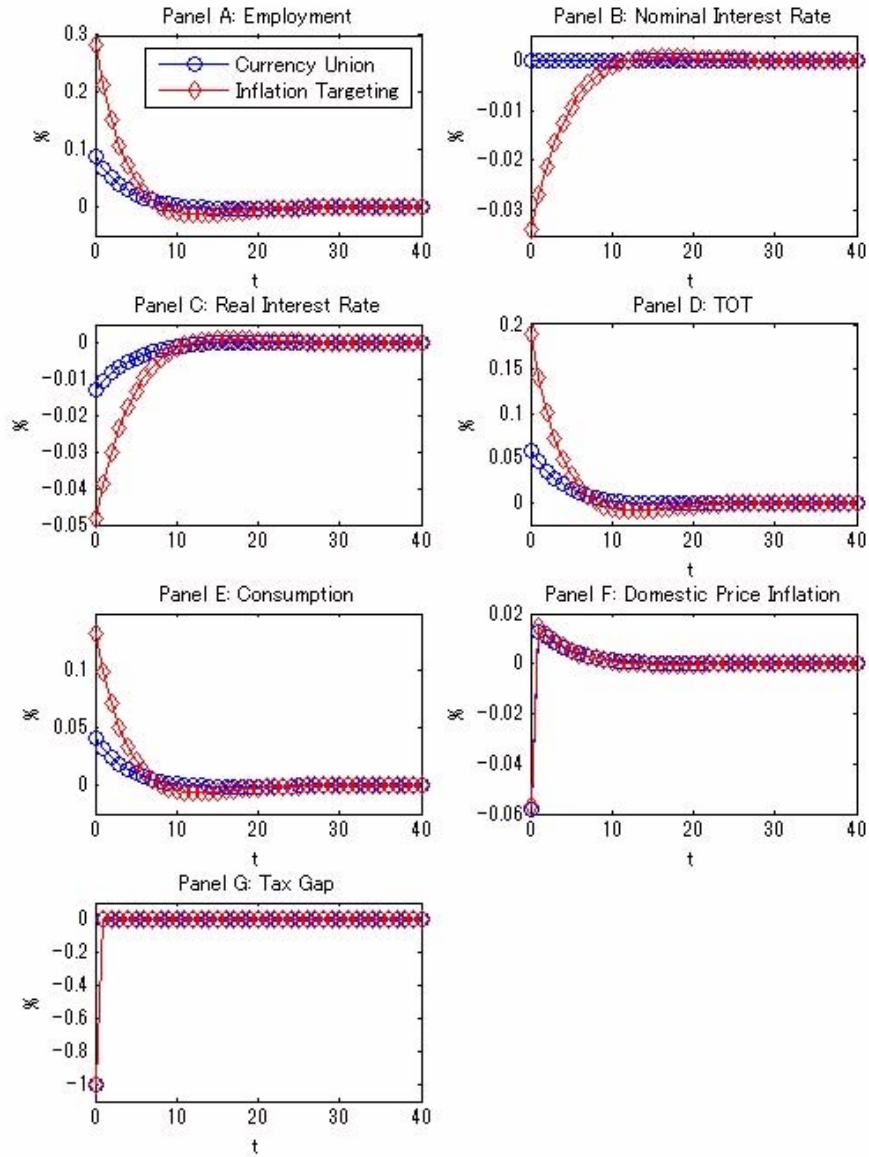 Panel A: Employment
0.3
0.2
0.1
0
%
0 10 20 30 40
t
Currency Union
Inflation Targeting
Panel B: Nominal Interest Rate
0
-0.01
-0.02
-0.03
%
0 10 20 30 40
t
Panel C: Real Interest Rate
0
-0.01
-0.02
-0.03
-0.04
-0.05
%
0 10 20 30 40
t
Panel D: TOT
0.2
0.15
0.1
0.05
0
%
0 10 20 30 40
t
Panel E: Consumption
0.1
0.05
0
%
0 10 20 30 40
t
Panel F: Domestic Price Inflation
0.02
0
-0.02
-0.04
-0.06
%
0 10 20 30 40
t
Panel G: Tax Gap
0
-0.2
-0.4
-0.6
-0.8
-1
%
0 10 20 30 40
t